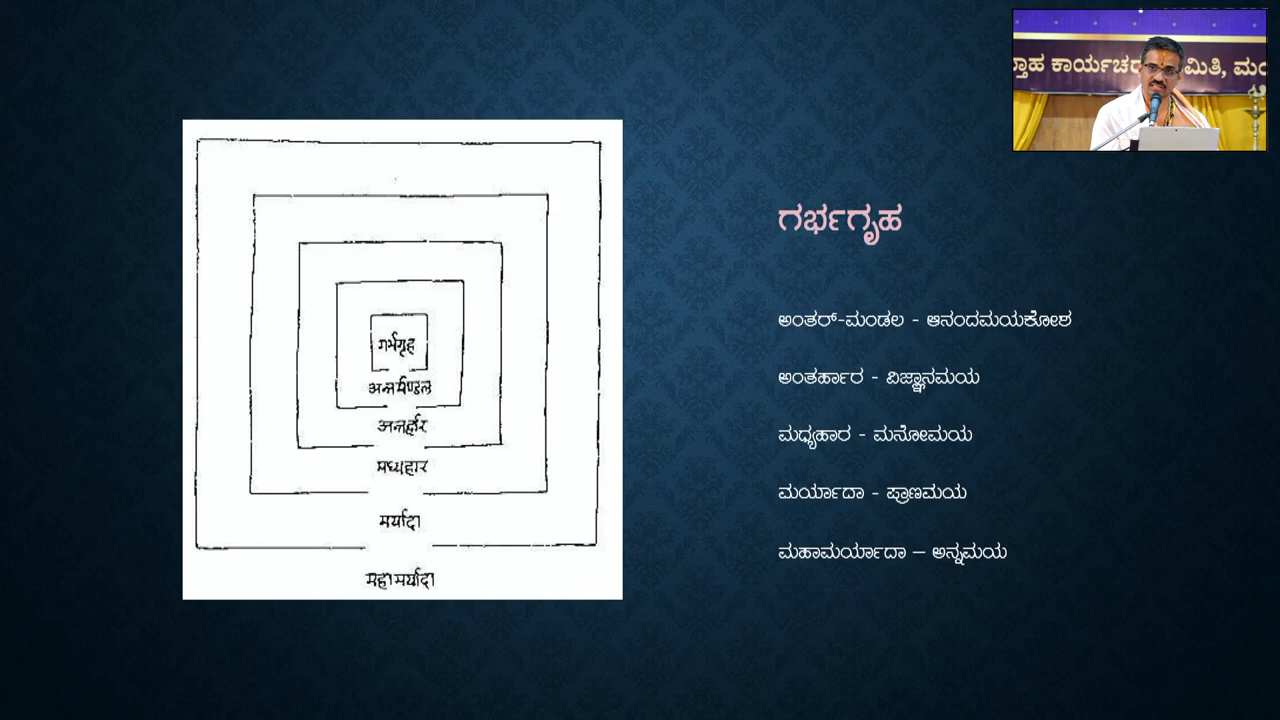 ಗರ್ಭಗೃಹ
ಅಂತರ್-ಮಂಡಲ - ಆನಂದಮಯಕೋಶ
ಅಂತರ್ಹಾರ - ವಿಜ್ಞಾನಮಯ
ಮಧ್ಯಹಾರ - ಮನೋಮಯ
ಮರ್ಯಾದಾ - ಪ್ರಾಣಮಯ
ಮಹಾಮರ್ಯಾದಾ – ಅನ್ನಮಯ
गर्भगृह
अन्तर्मण्डल
अन्तर्हार
मध्यहार
मर्यादा
महामर्यादा
ಕಾರ್ಯಚರ
ಮಿತಿ, ಮಂ